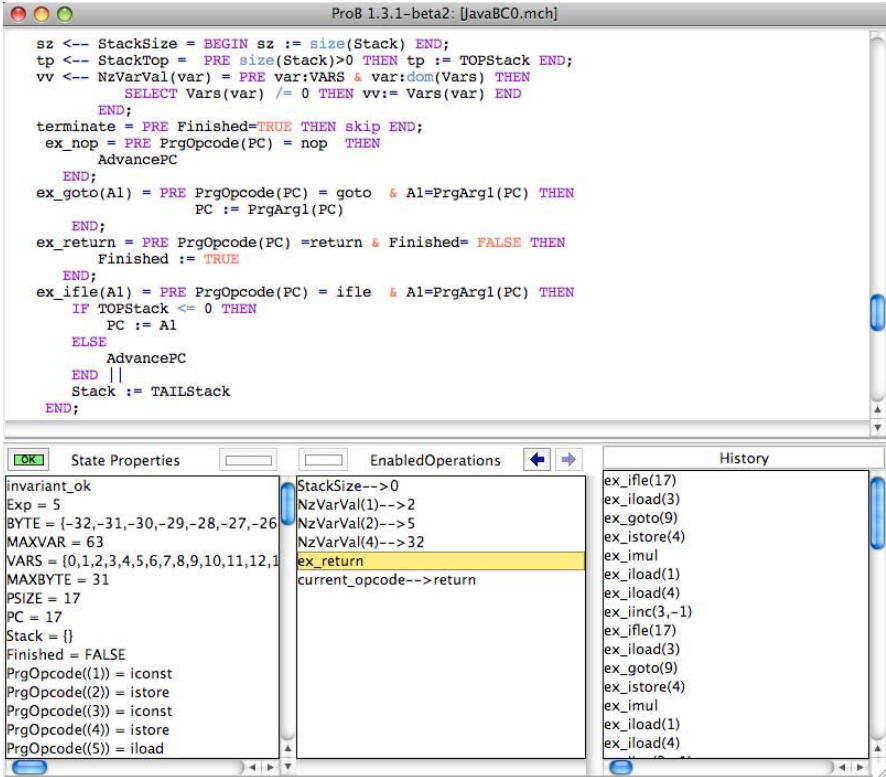 ProB 1.3.1-beta2: [JavaBC0.mch]
sz <-- StackSize = BEGIN sz := size(Stack) END;
tp <-- StackTop =  PRE size(Stack)>0 THEN tp := TOPStack END;
vv <-- NzVarVal(var) = PRE var:VARS & var:dom(Vars) THEN
SELECT Vars(var) /= 0 THEN vv:= Vars(var) END
END;
terminate = PRE Finished=TRUE THEN skip END;
ex_nop = PRE PrgOpcode(PC) = nop  THEN
AdvancePC
END;
ex_goto(A1) = PRE PrgOpcode(PC) = goto  & A1=PrgArg1(PC) THEN
PC := PrgArg1(PC)
END;
ex_return = PRE PrgOpcode(PC) =return & Finished= FALSE THEN
Finished := TRUE
END;
ex_ifle(A1) = PRE PrgOpcode(PC) = ifle  & A1=PrgArg1(PC) THEN
IF TOPStack <= 0 THEN
PC := A1
ELSE
AdvancePC
END ||
Stack := TAILStack
END;
OK State Properties
invariant_ok
Exp = 5
BYTE = {-32,-31,-30,-29,-28,-27,-26
MAXVAR = 63
VARS = {0,1,2,3,4,5,6,7,8,9,10,11,12,1
MAXBYTE = 31
PSIZE = 17
PC = 17
Stack = {}
Finished = FALSE
PrgOpcode((1)) = iconst
PrgOpcode((2)) = istore
PrgOpcode((3)) = iconst
PrgOpcode((4)) = istore
PrgOpcode((5)) = iload
EnabledOperations
StackSize-->0
NzVarVal(1)-->2
NzVarVal(2)-->5
NzVarVal(4)-->32
ex_return
current_opcode-->return
History
ex_ifle(17)
ex_iload(3)
ex_goto(9)
ex_istore(4)
ex_imul
ex_iload(1)
ex_iload(4)
ex_iinc(3,-1)
ex_ifle(17)
ex_iload(3)
ex_goto(9)
ex_istore(4)
ex_imul
ex_iload(1)
ex_iload(4)